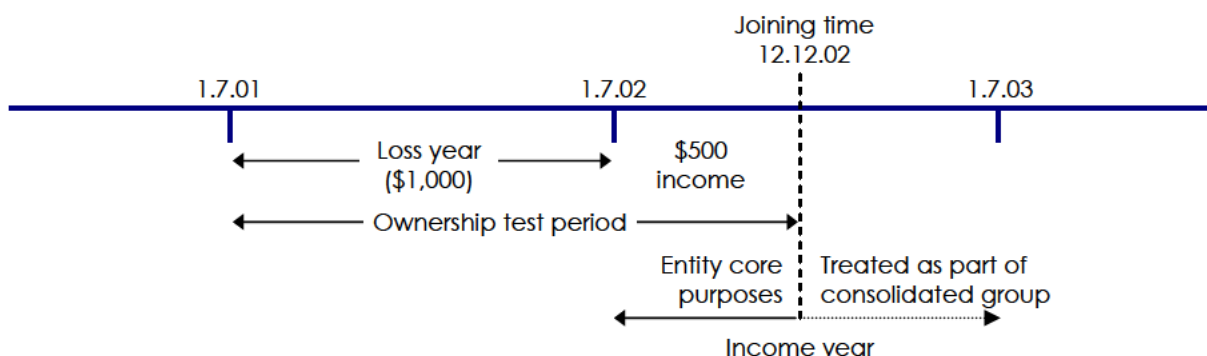 Joining time
12.12.02
1.7.01
1.7.02
1.7.03
Loss year
($1,000)
$500
income
Ownership test period
Entity core
purposes
Treated as part of
consolidated group
Income year